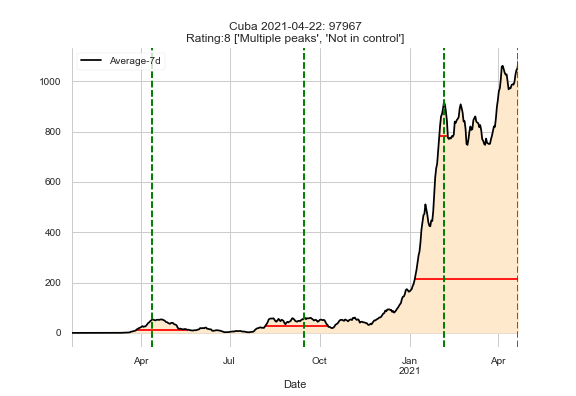 Cuba 2021-04-22: 97967
Rating:8 ['Multiple peaks', 'Not in control']
Average-7d
1000
800
600
400
200
0
Apr
Jul
Oct
Jan
2021
Apr
Date